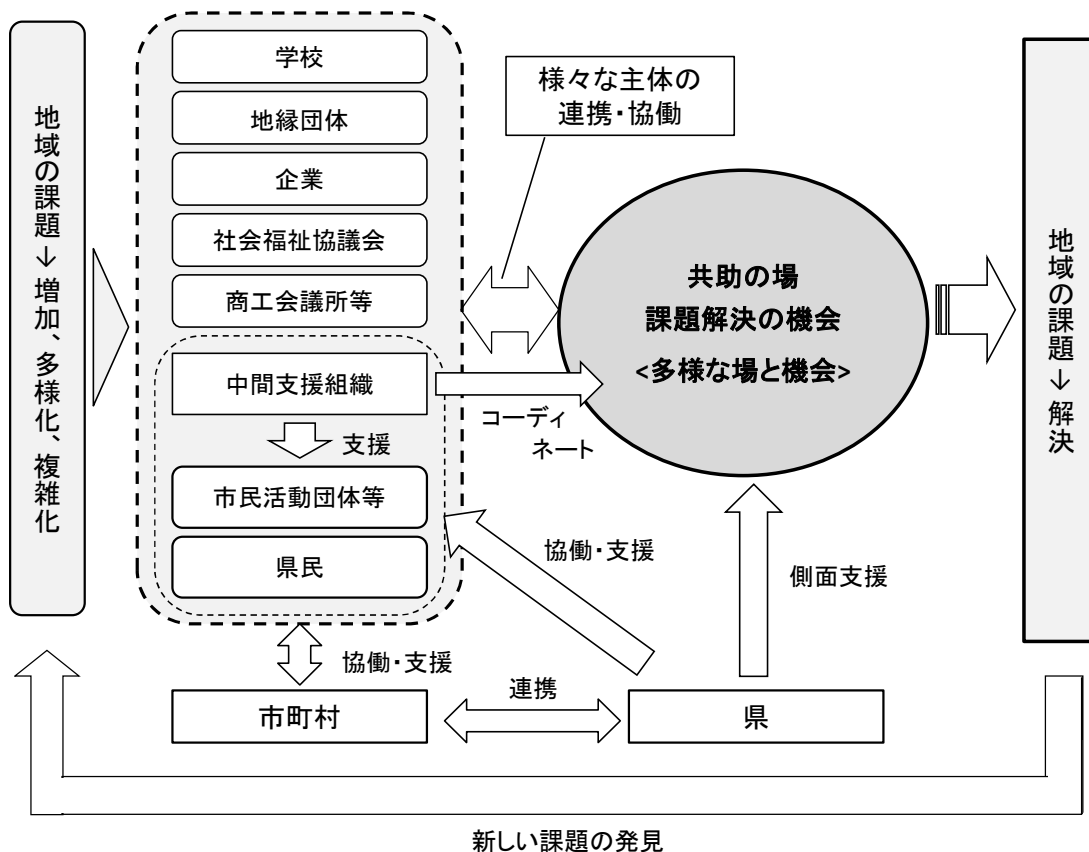 地域の課題→増加、多様化、複雑化
学校
地縁団体
企業
社会福祉協議会
商工会議所等
中間支援組織
支援
市民活動団体等
県民
様々な主体の
連携・協働
共助の場
課題解決の機会
<多様な場と機会>
コーディ
ネート
地域の課題→解決
協働・支援
側面支援
協働・支援
市町村
連携
県
新しい課題の発見